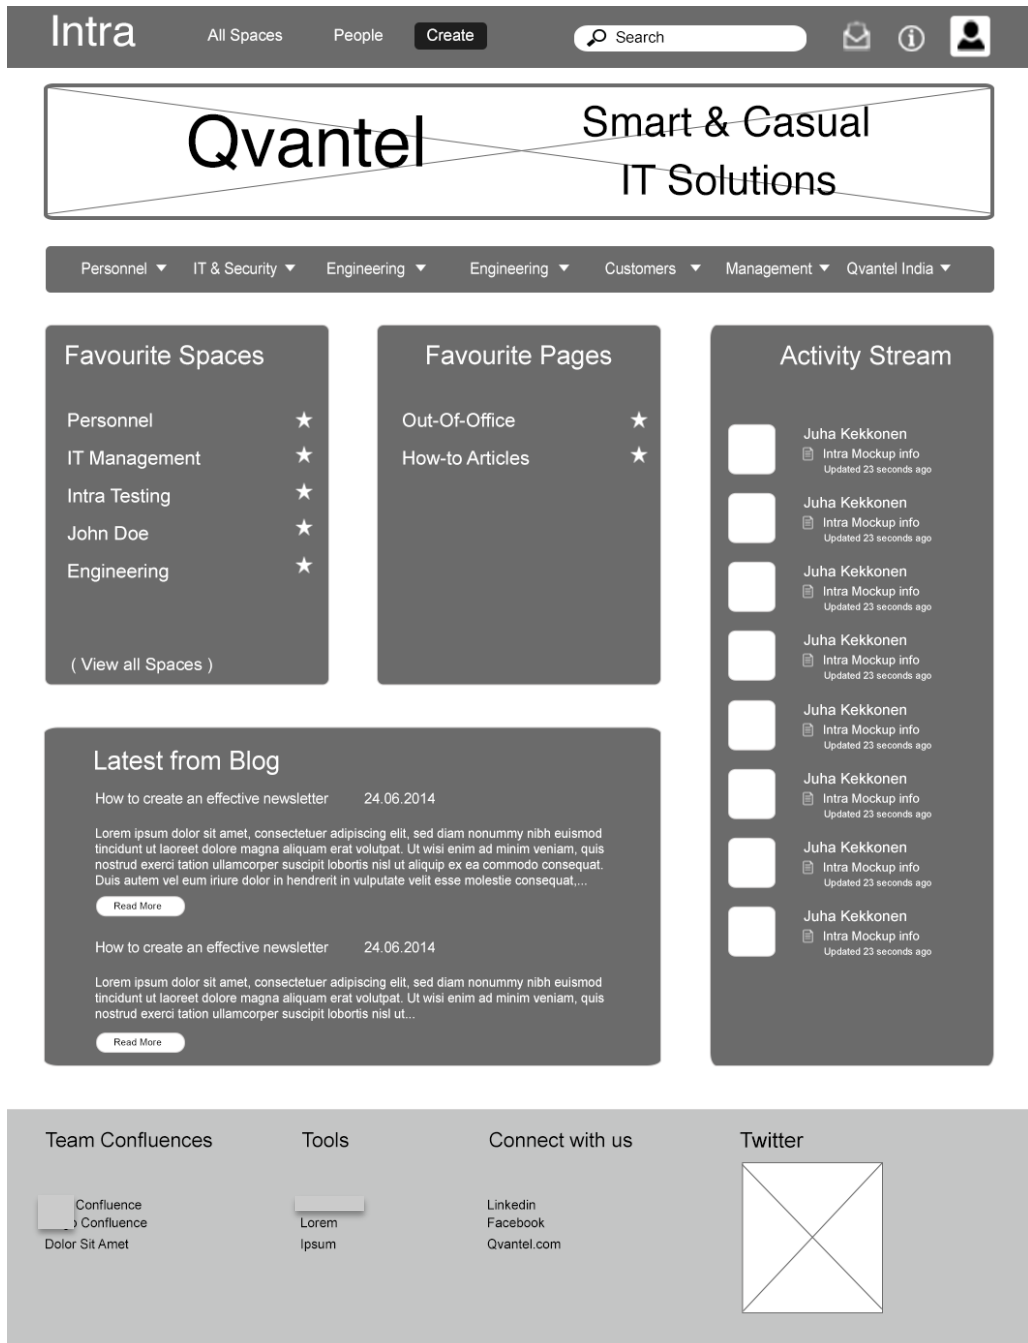 Intra
All Spaces People Create
Search
Qvantel
Smart & Casual
IT Solutions
Personnel IT & Security Engineering Engineering Customers Management Qvantel India
Favourite Spaces
Personnel
IT Management
Intra Testing
John Doe
Engineering
( View all Spaces )
Favourite Pages
Out-Of-Office
How-to Articles
Activity Stream
Juha Kekkonen
Intra Mockup info
Updated 23 seconds ago
Juha Kekkonen
Intra Mockup info
Updated 23 seconds ago
Juha Kekkonen
Intra Mockup info
Updated 23 seconds ago
Juha Kekkonen
Intra Mockup info
Updated 23 seconds ago
Juha Kekkonen
Intra Mockup info
Updated 23 seconds ago
Juha Kekkonen
Intra Mockup info
Updated 23 seconds ago
Juha Kekkonen
Intra Mockup info
Updated 23 seconds ago
Juha Kekkonen
Intra Mockup info
Updated 23 seconds ago
Latest from Blog
How to create an effective newsletter 24.06.2014
Lorem ipsum dolor sit amet, consectetuer adipiscing elit, sed diam nonummy nibh euismod
tincidunt ut laoreet dolore magna aliquam erat volutpat. Ut wisi enim ad minim veniam, quis
nostrud exerci tation ullamcorper suscipit lobortis nisl ut aliquip ex ea commodo consequat.
Duis autem vel eum iriure dolor in hendrerit in vulputate velit esse molestie consequat,...
Read More
How to create an effective newsletter 24.06.2014
Lorem ipsum dolor sit amet, consectetuer adipiscing elit, sed diam nonummy nibh euismod
tincidunt ut laoreet dolore magna aliquam erat volutpat. Ut wisi enim ad minim veniam, quis
nostrud exerci tation ullamcorper suscipit lobortis nisl ut...
Read More
Team Confluences
Confluence
Confluence
Dolor Sit Amet
Tools
Lorem
Ipsum
Connect with us
Linkedin
Facebook
Qvantel.com
Twitter